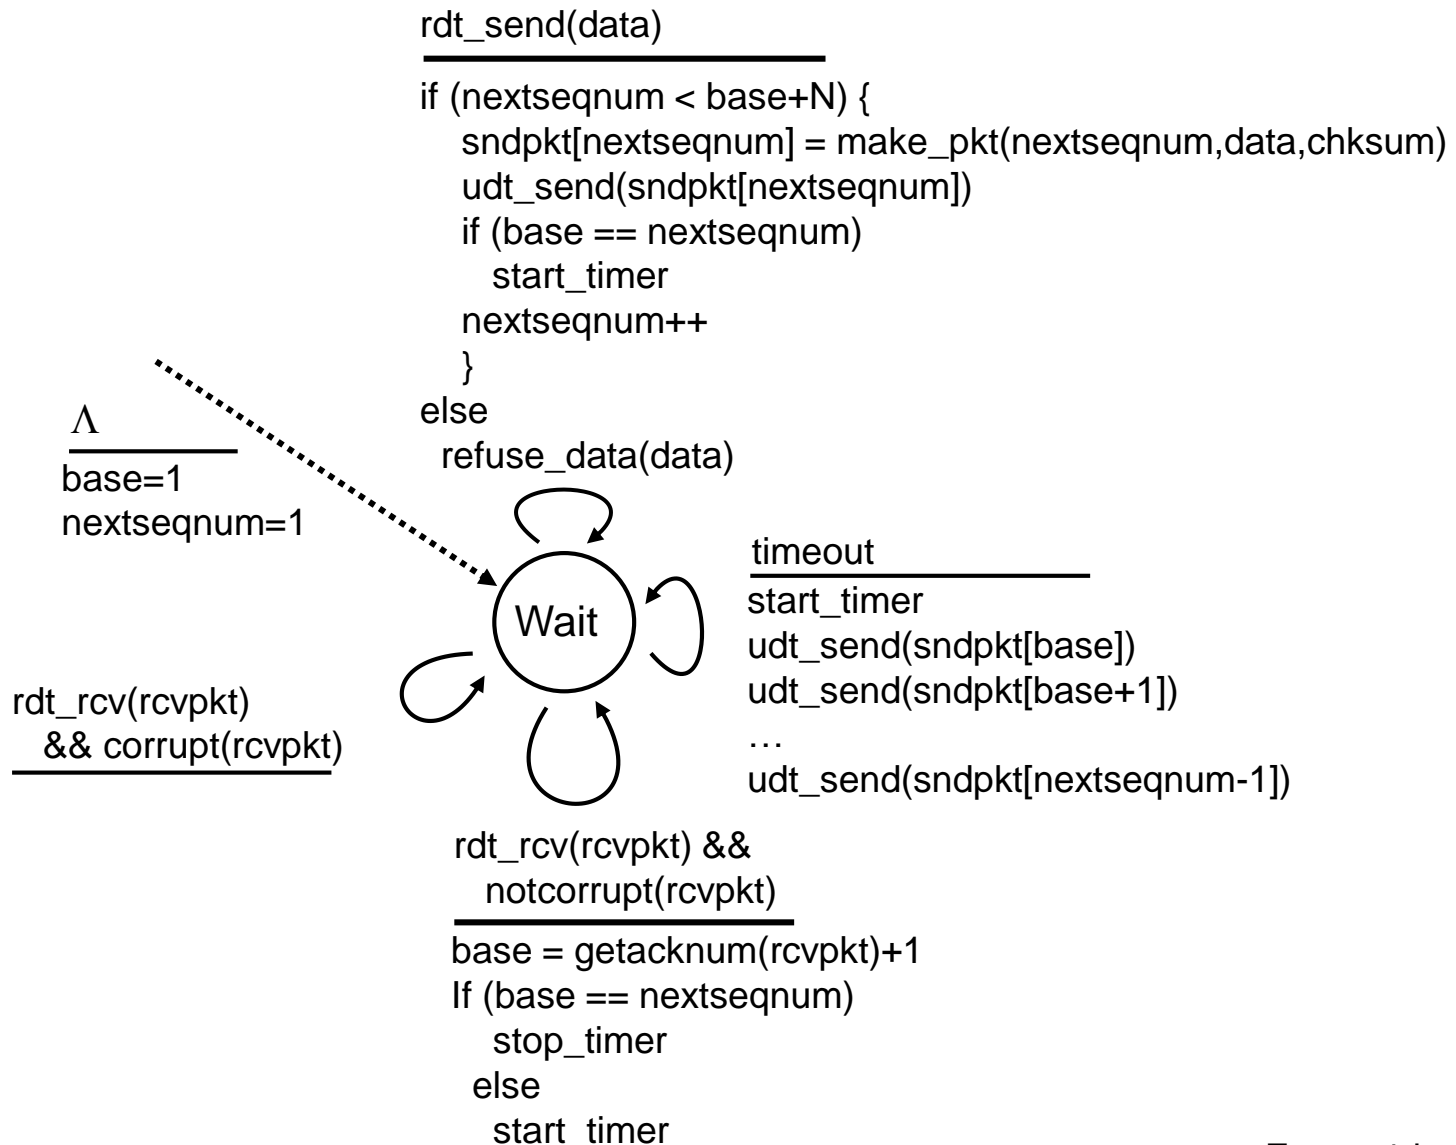 rdt_send(data)
if (nextseqnum < base+N) {
sndpkt[nextseqnum] = make_pkt(nextseqnum,data,chksum)
udt_send(sndpkt[nextseqnum])
if (base == nextseqnum)
start_timer
nextseqnum++
}
else
refuse_data(data)
Λ
base=1
nextseqnum=1
Wait
timeout
start_timer
udt_send(sndpkt[base])
udt_send(sndpkt[base+1])
…
udt_send(sndpkt[nextseqnum-1])
rdt_rcv(rcvpkt)
&& corrupt(rcvpkt)
rdt_rcv(rcvpkt) &&
notcorrupt(rcvpkt)
base = getacknum(rcvpkt)+1
If (base == nextseqnum)
stop_timer
else
start_timer